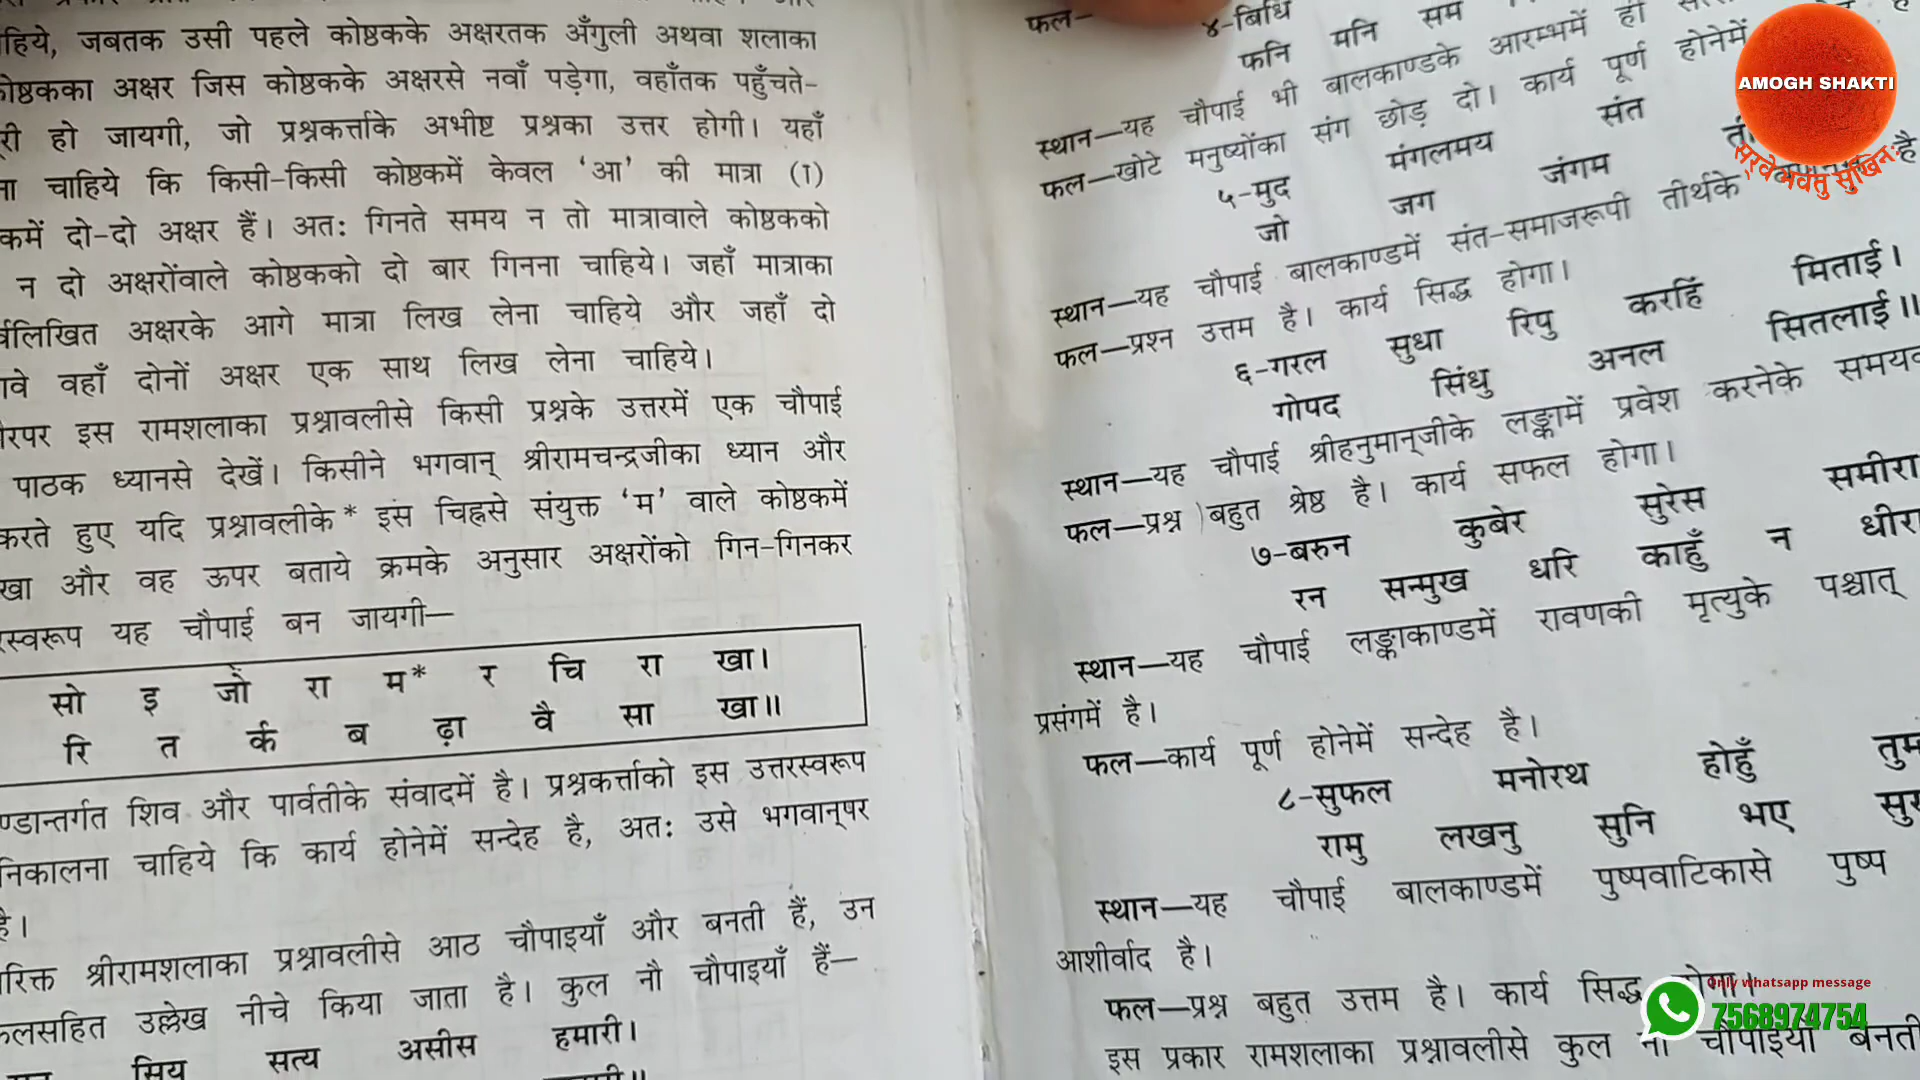 हिये, जबतक उसी पहले कोष्ठकके अक्षरतक अँगुली अथवा शलाका
कोष्ठकका अक्षर जिस कोष्ठकके अक्षरसे नवाँ पड़ेगा, वहाँतक पहुँचते-
री हो जायगी, जो प्रश्नकर्त्ताके अभीष्ट प्रश्नका उत्तर होगी। यहाँ
ना चाहिये कि किसी-किसी कोष्ठकमें केवल ‘आ’ की मात्रा (ा)
कमें दो-दो अक्षर हैं। अतः गिनते समय न तो मात्रावाले कोष्ठकको
न दो अक्षरोंवाले कोष्ठकको दो बार गिनना चाहिये। जहाँ मात्राका
र्वलिखित अक्षरके आगे मात्रा लिख लेना चाहिये और जहाँ दो
वे वहाँ दोनों अक्षर एक साथ लिख लेना चाहिये।
रपर इस रामशलाका प्रश्नावलीसे किसी प्रश्नके उत्तरमें एक चौपाई
पाठक ध्यानसे देखें। किसीने भगवान् श्रीरामचन्द्रजीका ध्यान और
करते हुए यदि प्रश्नावलीके * इस चिह्नसे संयुक्त ‘म’ वाले कोष्ठकमें
खा और वह ऊपर बताये क्रमके अनुसार अक्षरोंको गिन-गिनकर
रस्वरूप यह चौपाई बन जायगी—
सो इ जों रा म* र चि रा खा।
रि त र्क ब ढ़ा वै सा खा॥
ण्डान्तर्गत शिव और पार्वतीके संवादमें है। प्रश्नकर्त्ताको इस उत्तरस्वरूप
निकालना चाहिये कि कार्य होनेमें सन्देह है, अतः उसे भगवान्‌पर
है।
रिक्त श्रीरामशलाका प्रश्नावलीसे आठ चौपाइयाँ और बनती हैं, उन
फलसहित उल्लेख नीचे किया जाता है। कुल नौ चौपाइयाँ हैं—
सिय सत्य असीस हमारी।
फल—
४-बिधि
फनि मनि सम
स्थान—यह चौपाई भी बालकाण्डके आरम्भमें ही
फल—खोटे मनुष्योंका संग छोड़ दो। कार्य पूर्ण होनेमें
५-मुद मंगलमय संत
जो जग जंगम
स्थान—यह चौपाई बालकाण्डमें संत-समाजरूपी तीर्थके है
फल—प्रश्न उत्तम है। कार्य सिद्ध होगा।
६-गरल सुधा रिपु करहिं मिताई।
गोपद सिंधु अनल सितलाई॥
स्थान—यह चौपाई श्रीहनुमान्‌जीके लङ्कामें प्रवेश करनेके समयक
फल—प्रश्न बहुत श्रेष्ठ है। कार्य सफल होगा।
७-बरुन कुबेर सुरेस समीरा
रन सन्मुख धरि काहुँ न धीरा
स्थान—यह चौपाई लङ्काकाण्डमें रावणकी मृत्युके पश्चात्
प्रसंगमें है।
फल—कार्य पूर्ण होनेमें सन्देह है।
८-सुफल मनोरथ होहुँ
रामु लखनु सुनि भए
स्थान—यह चौपाई बालकाण्डमें पुष्पवाटिकासे पुष्प
आशीर्वाद है।
फल—प्रश्न बहुत उत्तम है। कार्य सिद्ध होगा।
इस प्रकार रामशलाका प्रश्नावलीसे कुल नौ चौपाइयाँ बनती
AMOGH SHAKTI
सर्वे भवंतु सुखिनः
Only whatsapp message
7568974754